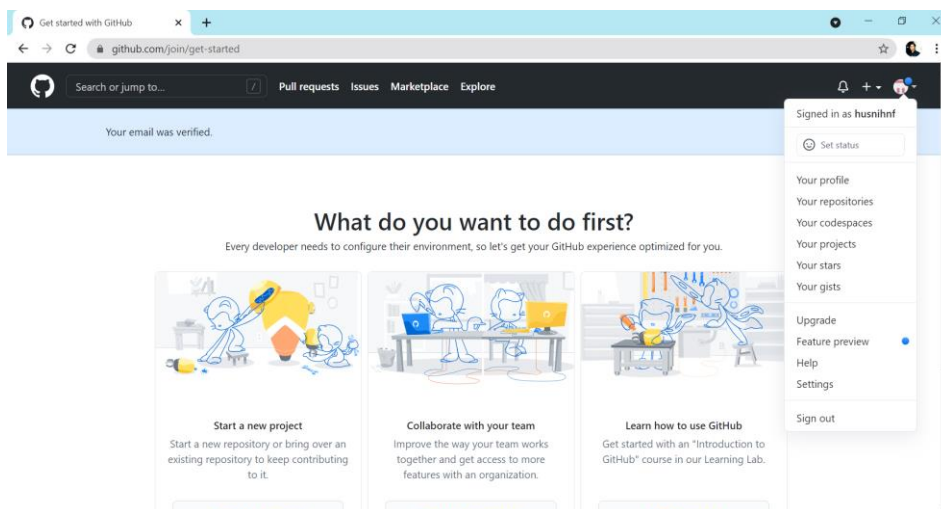 Get started with GitHub
github.com/join/get-started
Search or jump to...
/
Pull requests Issues Marketplace Explore
Signed in as husnihnf
Your email was verified.
Set status
Your profile
Your repositories
Your codespaces
Your projects
Your stars
Your gists
Upgrade
Feature preview
Help
Settings
Sign out
What do you want to do first?
Every developer needs to configure their environment, so let's get your GitHub experience optimized for you.
Start a new project
Start a new repository or bring over an
existing repository to keep contributing
to it.
Collaborate with your team
Improve the way your team works
together and get access to more
features with an organization.
Learn how to use GitHub
Get started with an "Introduction to
GitHub" course in our Learning Lab.